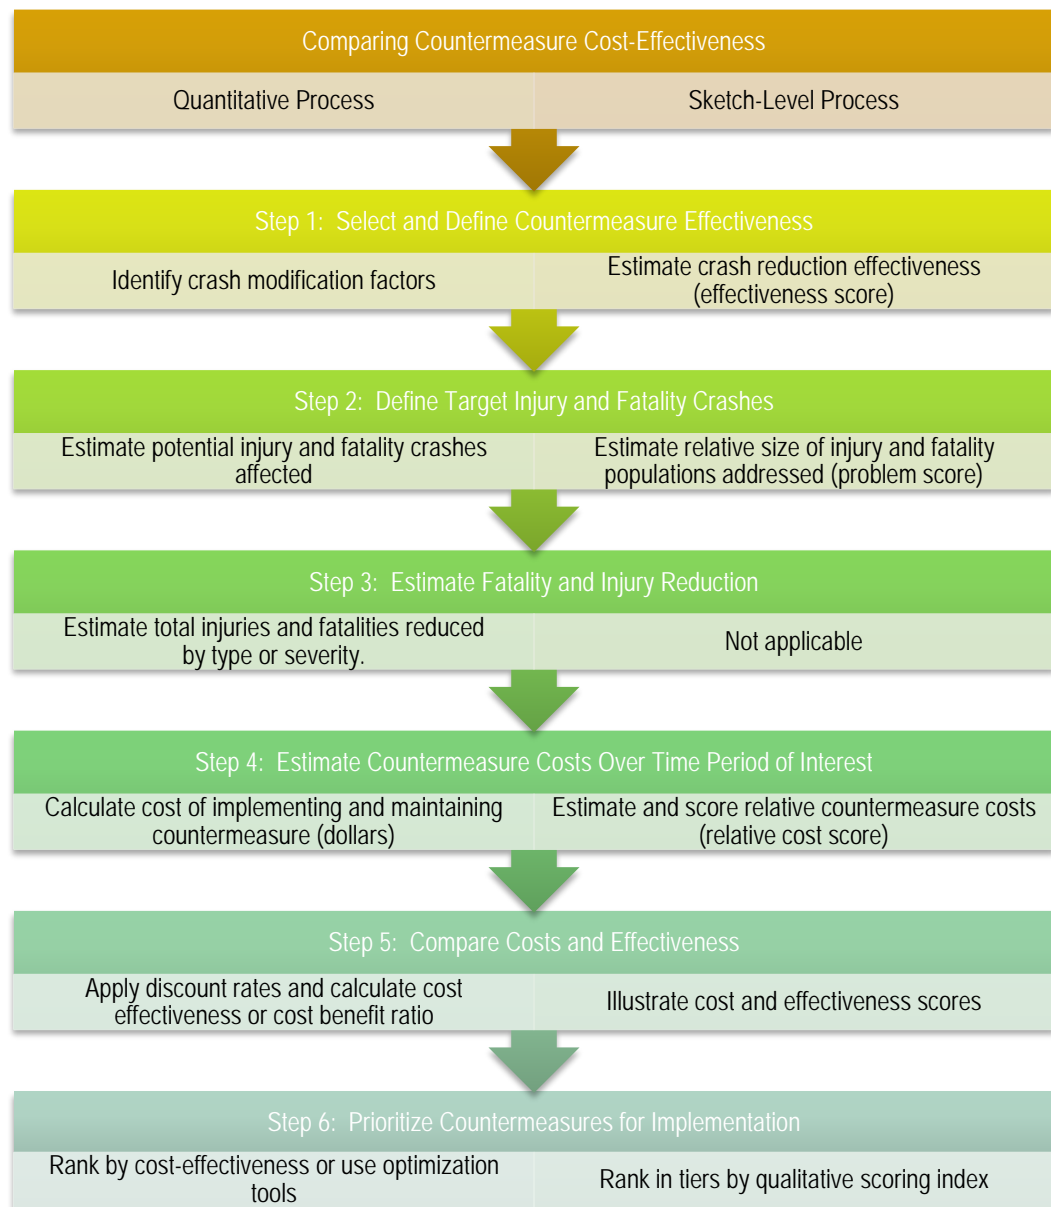 Comparing Countermeasure Cost-Effectiveness
Quantitative Process
Sketch-Level Process
Step 1:  Select and Define Countermeasure Effectiveness
Identify crash modification factors
Estimate crash reduction effectiveness
(effectiveness score)
Step 2:  Define Target Injury and Fatality Crashes
Estimate potential injury and fatality crashes
affected
Estimate relative size of injury and fatality
populations addressed (problem score)
Step 3:  Estimate Fatality and Injury Reduction
Estimate total injuries and fatalities reduced
by type or severity.
Not applicable
Step 4:  Estimate Countermeasure Costs Over Time Period of Interest
Calculate cost of implementing and maintaining
countermeasure (dollars)
Estimate and score relative countermeasure costs
(relative cost score)
Step 5:  Compare Costs and Effectiveness
Apply discount rates and calculate cost
effectiveness or cost benefit ratio
Illustrate cost and effectiveness scores
Step 6:  Prioritize Countermeasures for Implementation
Rank by cost-effectiveness or use optimization
tools
Rank in tiers by qualitative scoring index